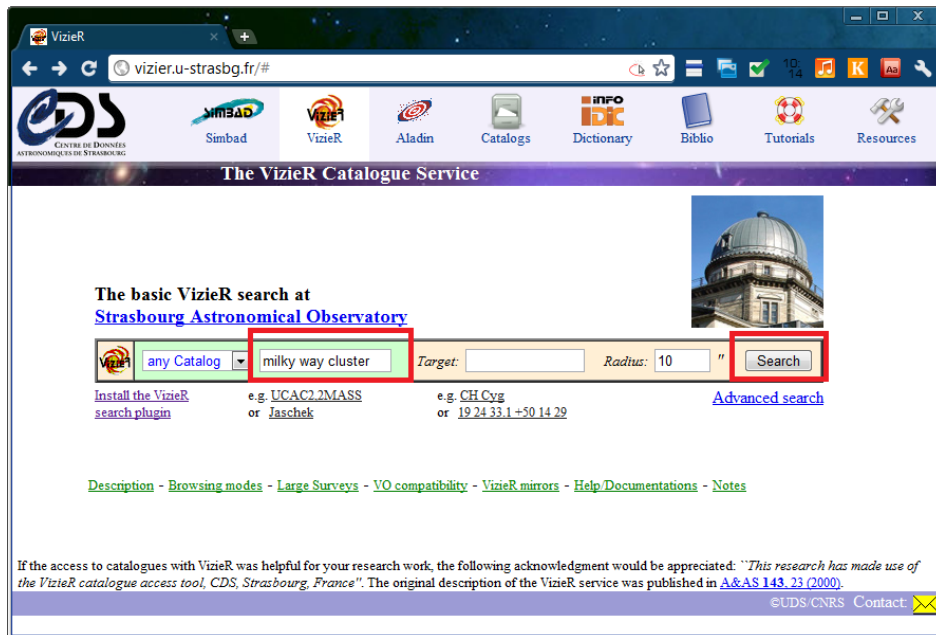 VizieR
vizier.u-strasbg.fr/#
10:
14
K
Aa
CDS
CENTRE DE DONNÉES
ASTRONOMIQUES DE STRASBOURG
SIMBAD
Simbad
VizieR
VizieR
Aladin
Catalogs
INFO
Dic
Dictionary
Biblio
Tutorials
Resources
The VizieR Catalogue Service
The basic VizieR search at
Strasbourg Astronomical Observatory
VizieR any Catalog milky way cluster Target: Radius: 10 " Search
Install the VizieR e.g. UCAC2,2MASS e.g. CH Cyg Advanced search
search plugin or Jaschek or 19 24 33.1 +50 14 29
Description - Browsing modes - Large Surveys - VO compatibility - VizieR mirrors - Help/Documentations - Notes
If the access to catalogues with VizieR was helpful for your research work, the following acknowledgment would be appreciated: ``This research has made use of
the VizieR catalogue access tool, CDS, Strasbourg, France''. The original description of the VizieR service was published in A&AS 143, 23 (2000).
©UDS/CNRS Contact: